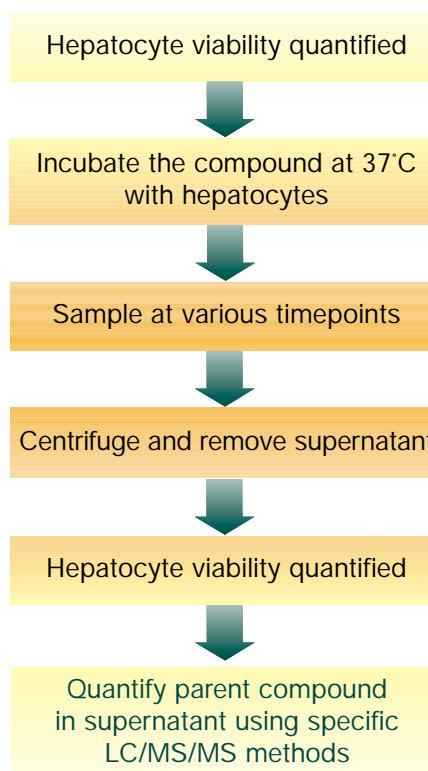 Hepatocyte viability quantified
Incubate the compound at 37˚C
with hepatocytes
Sample at various timepoints
Centrifuge and remove supernatant
Hepatocyte viability quantified
Quantify parent compound
in supernatant using specific
LC/MS/MS methods